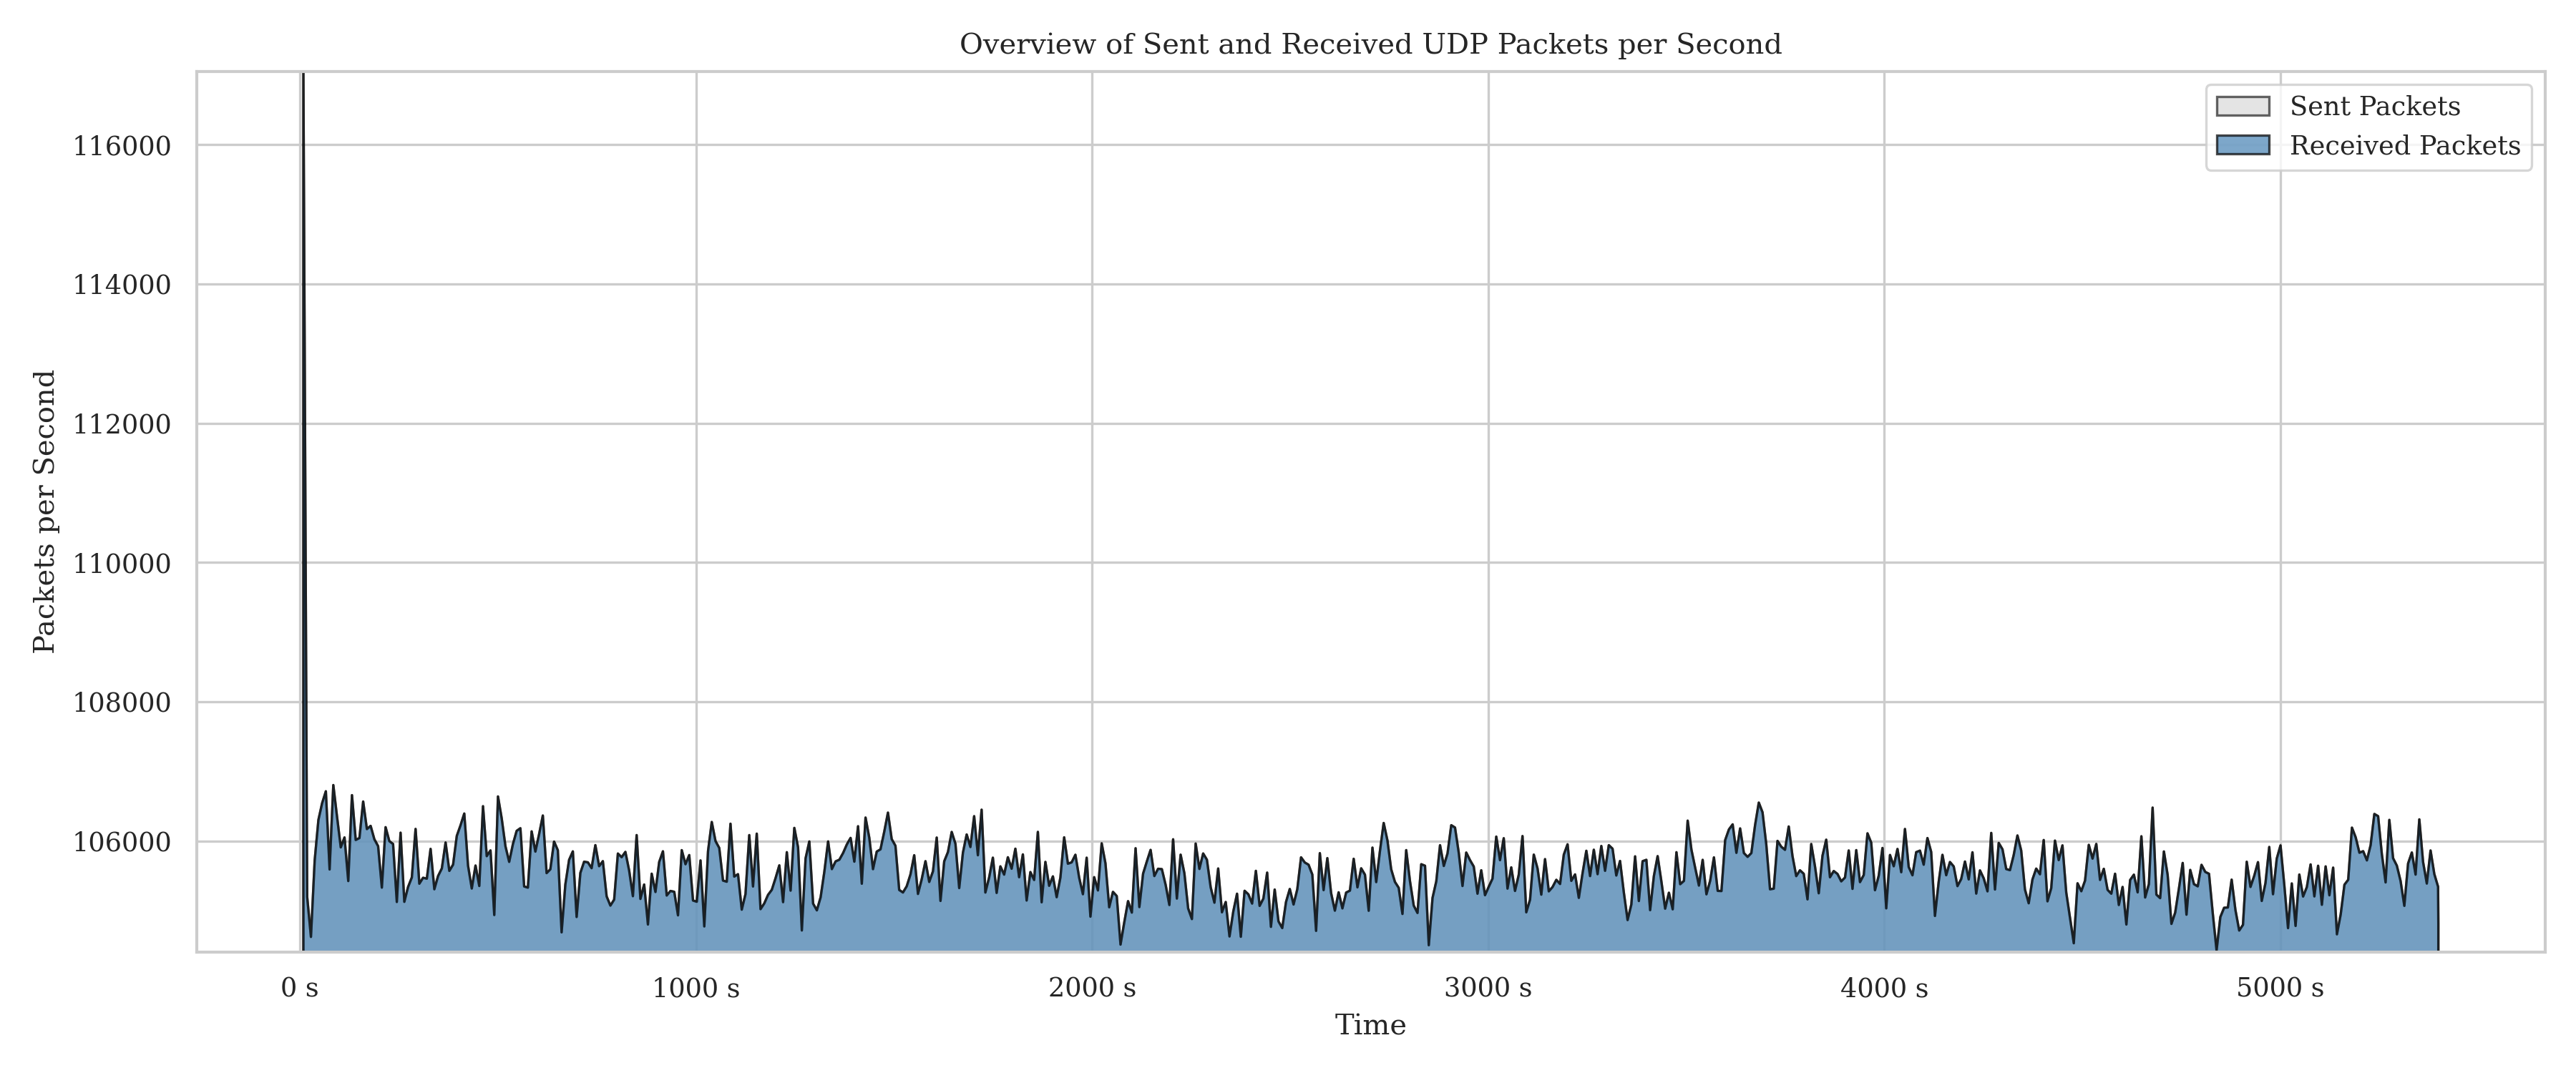 Overview of Sent and Received UDP Packets per Second
Sent Packets
Received Packets
Packets per Second
116000
114000
112000
110000
108000
106000
0 s
1000 s
2000 s
3000 s
4000 s
5000 s
Time